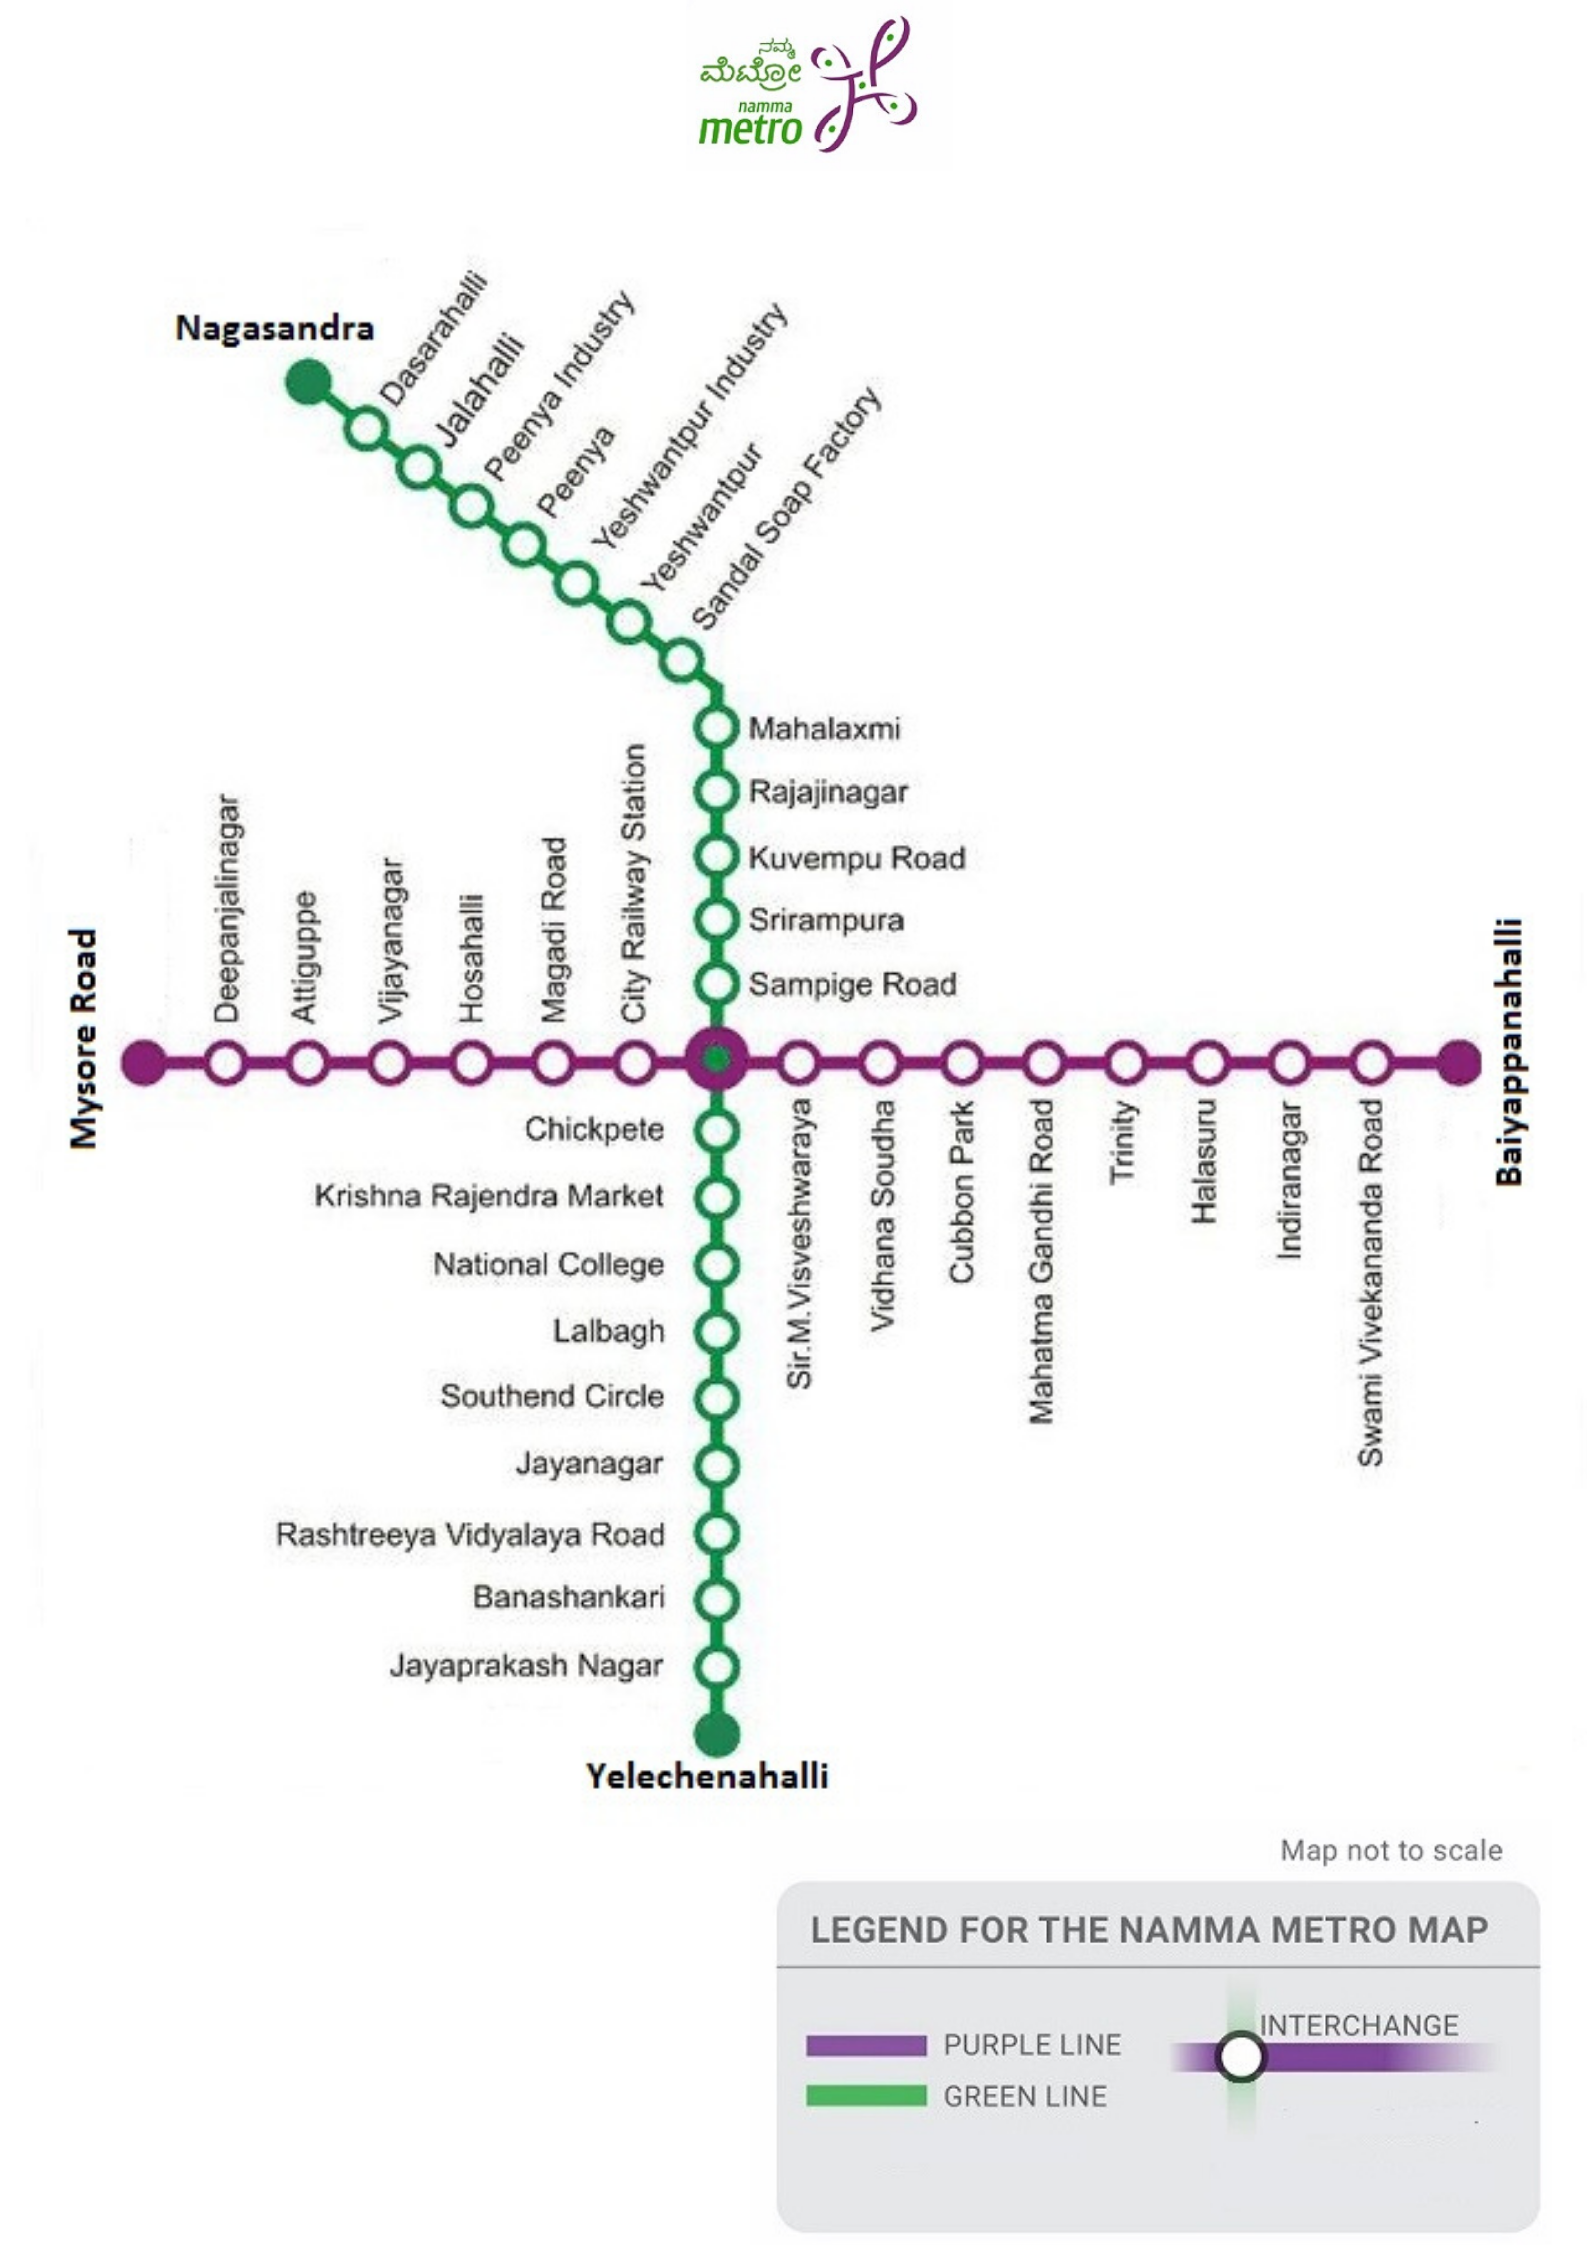 ನಮ್ಮ
ಮೆಟ್ರೋ
namma
metro
Nagasandra
Dasarahalli
Jalahalli
Peenya Industry
Peenya
Yeshwantpur Industry
Yeshwantpur
Sandal Soap Factory
Mahalaxmi
Rajajinagar
Kuvempu Road
Srirampura
Sampige Road
Mysore Road
Deepanjalinagar
Attiguppe
Vijayanagar
Hosahalli
Magadi Road
City Railway Station
Sir.M.Visveshwaraya
Vidhana Soudha
Cubbon Park
Mahatma Gandhi Road
Trinity
Halasuru
Indiranagar
Swami Vivekananda Road
Baiyappanahalli
Chickpete
Krishna Rajendra Market
National College
Lalbagh
Southend Circle
Jayanagar
Rashtreeya Vidyalaya Road
Banashankari
Jayaprakash Nagar
Yelechenahalli
Map not to scale
LEGEND FOR THE NAMMA METRO MAP
PURPLE LINE
GREEN LINE
INTERCHANGE